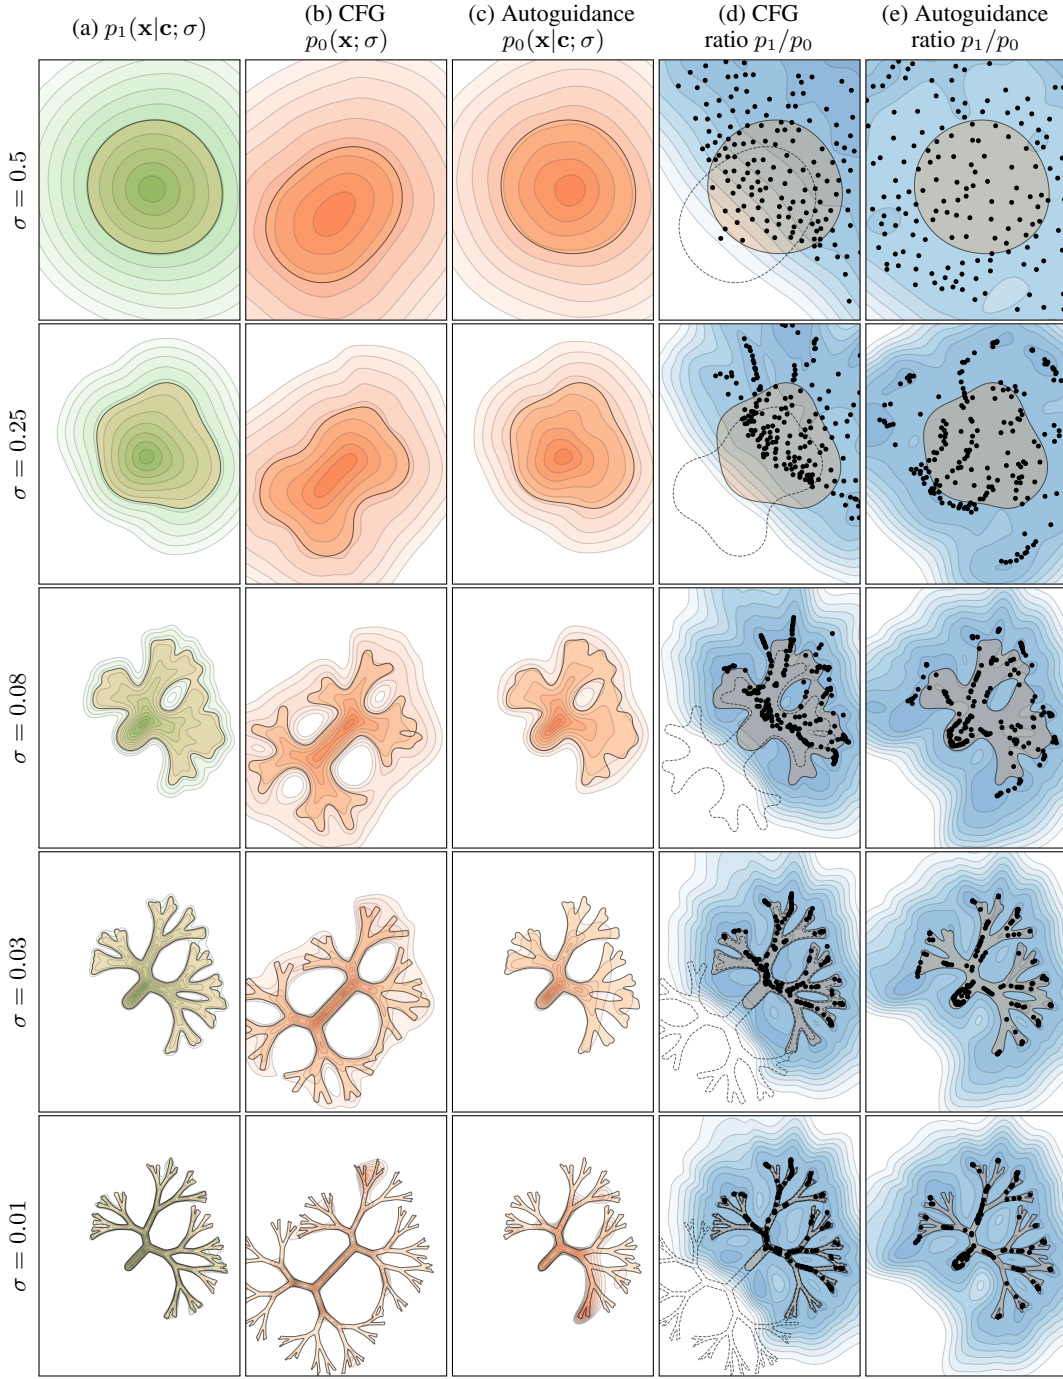 (a) p₁(x|c; σ)
(b) CFG
p₀(x; σ)
(c) Autoguidance
p₀(x|c; σ)
(d) CFG
ratio p₁/p₀
(e) Autoguidance
ratio p₁/p₀
σ = 0.5
σ = 0.25
σ = 0.08
σ = 0.03
σ = 0.01